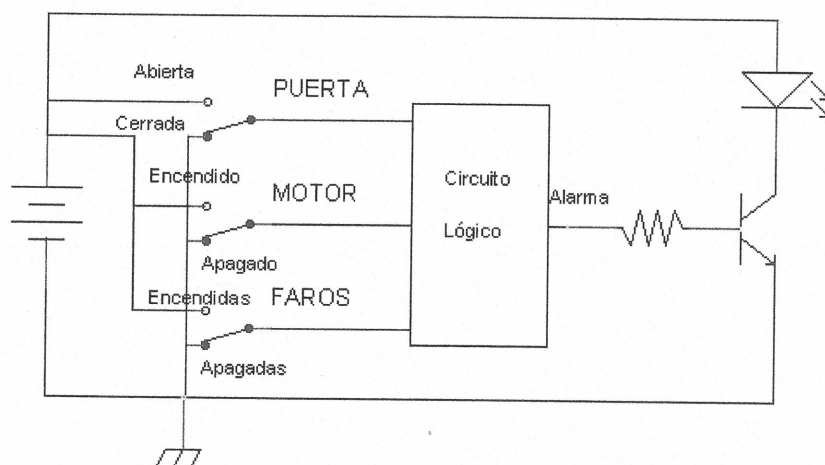 Abierta
PUERTA
Cerrada
Encendido
MOTOR
Apagado
Encendidas
FAROS
Apagadas
Circuito
Lógico
Alarma